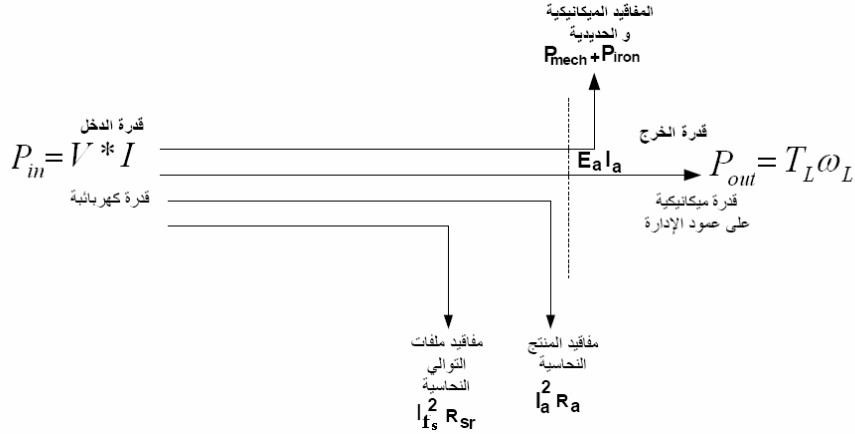 المفاقيد الميكانيكية
و الحديدية
Pmech + Piron
قدرة الدخل
Pin = V * I
قدرة كهربائية
Ea Ia
قدرة الخرج
Pout = TL ωL
قدرة ميكانيكية
على عمود الإدارة
مفاقيد ملفات
التوالي
النحاسية
Ifs² Rsr
مفاقيد المنتج
النحاسية
Ia² Ra